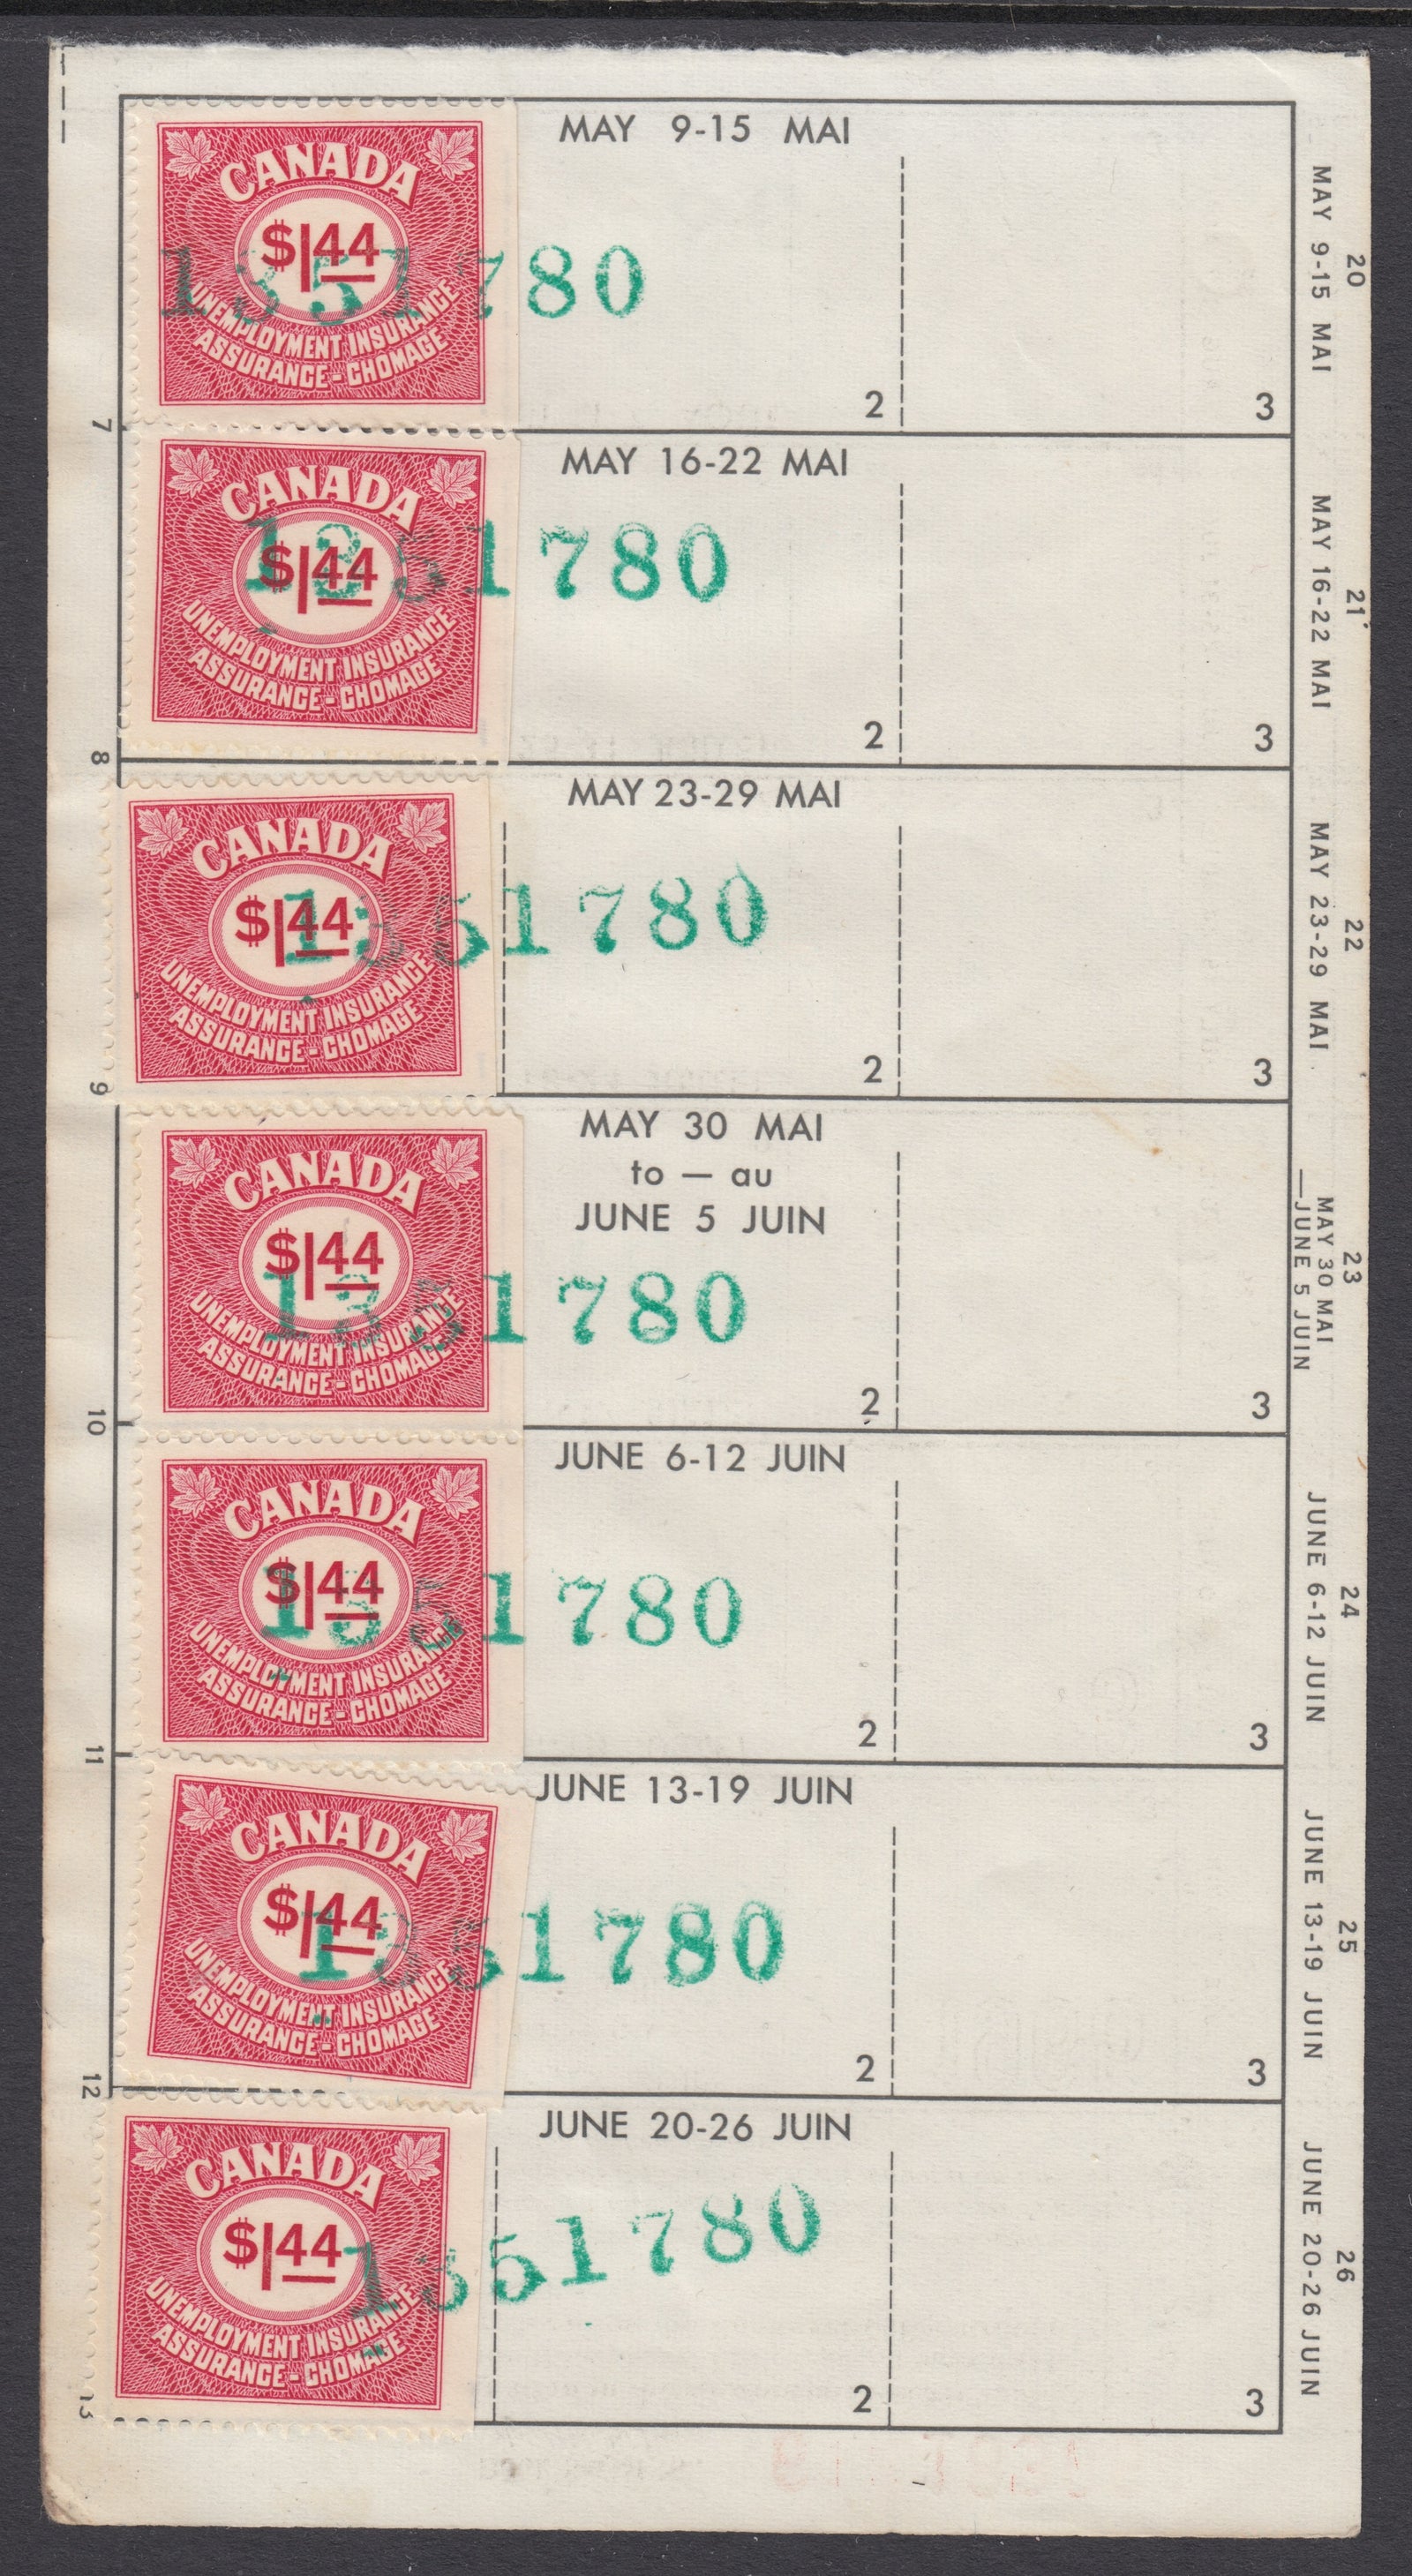 MAY 9-15 MAI
CANADA
$1.44
UNEMPLOYMENT INSURANCE
ASSURANCE - CHOMAGE
1351780
2
3
20
MAY 9-15 MAI
7
MAY 16-22 MAI
CANADA
$1.44
UNEMPLOYMENT INSURANCE
ASSURANCE - CHOMAGE
1351780
2
3
21
MAY 16-22 MAI
8
MAY 23-29 MAI
CANADA
$1.44
UNEMPLOYMENT INSURANCE
ASSURANCE - CHOMAGE
1351780
2
3
22
MAY 23-29 MAI
9
MAY 30 MAI
to — au
JUNE 5 JUIN
CANADA
$1.44
UNEMPLOYMENT INSURANCE
ASSURANCE - CHOMAGE
1351780
2
3
23
MAY 30 MAI
—JUNE 5 JUIN
10
JUNE 6-12 JUIN
CANADA
$1.44
UNEMPLOYMENT INSURANCE
ASSURANCE - CHOMAGE
1351780
2
3
24
JUNE 6-12 JUIN
11
JUNE 13-19 JUIN
CANADA
$1.44
UNEMPLOYMENT INSURANCE
ASSURANCE - CHOMAGE
1351780
2
3
25
JUNE 13-19 JUIN
12
JUNE 20-26 JUIN
CANADA
$1.44
UNEMPLOYMENT INSURANCE
ASSURANCE - CHOMAGE
1351780
2
3
26
JUNE 20-26 JUIN
13